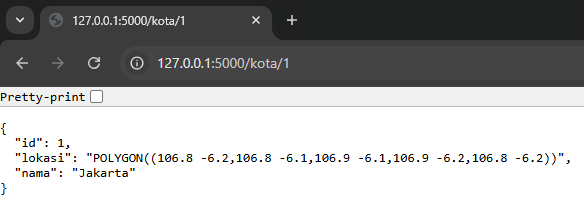 127.0.0.1:5000/kota/1
127.0.0.1:5000/kota/1
Pretty-print
{
  "id": 1,
  "lokasi": "POLYGON((106.8 -6.2,106.8 -6.1,106.9 -6.1,106.9 -6.2,106.8 -6.2))",
  "nama": "Jakarta"
}